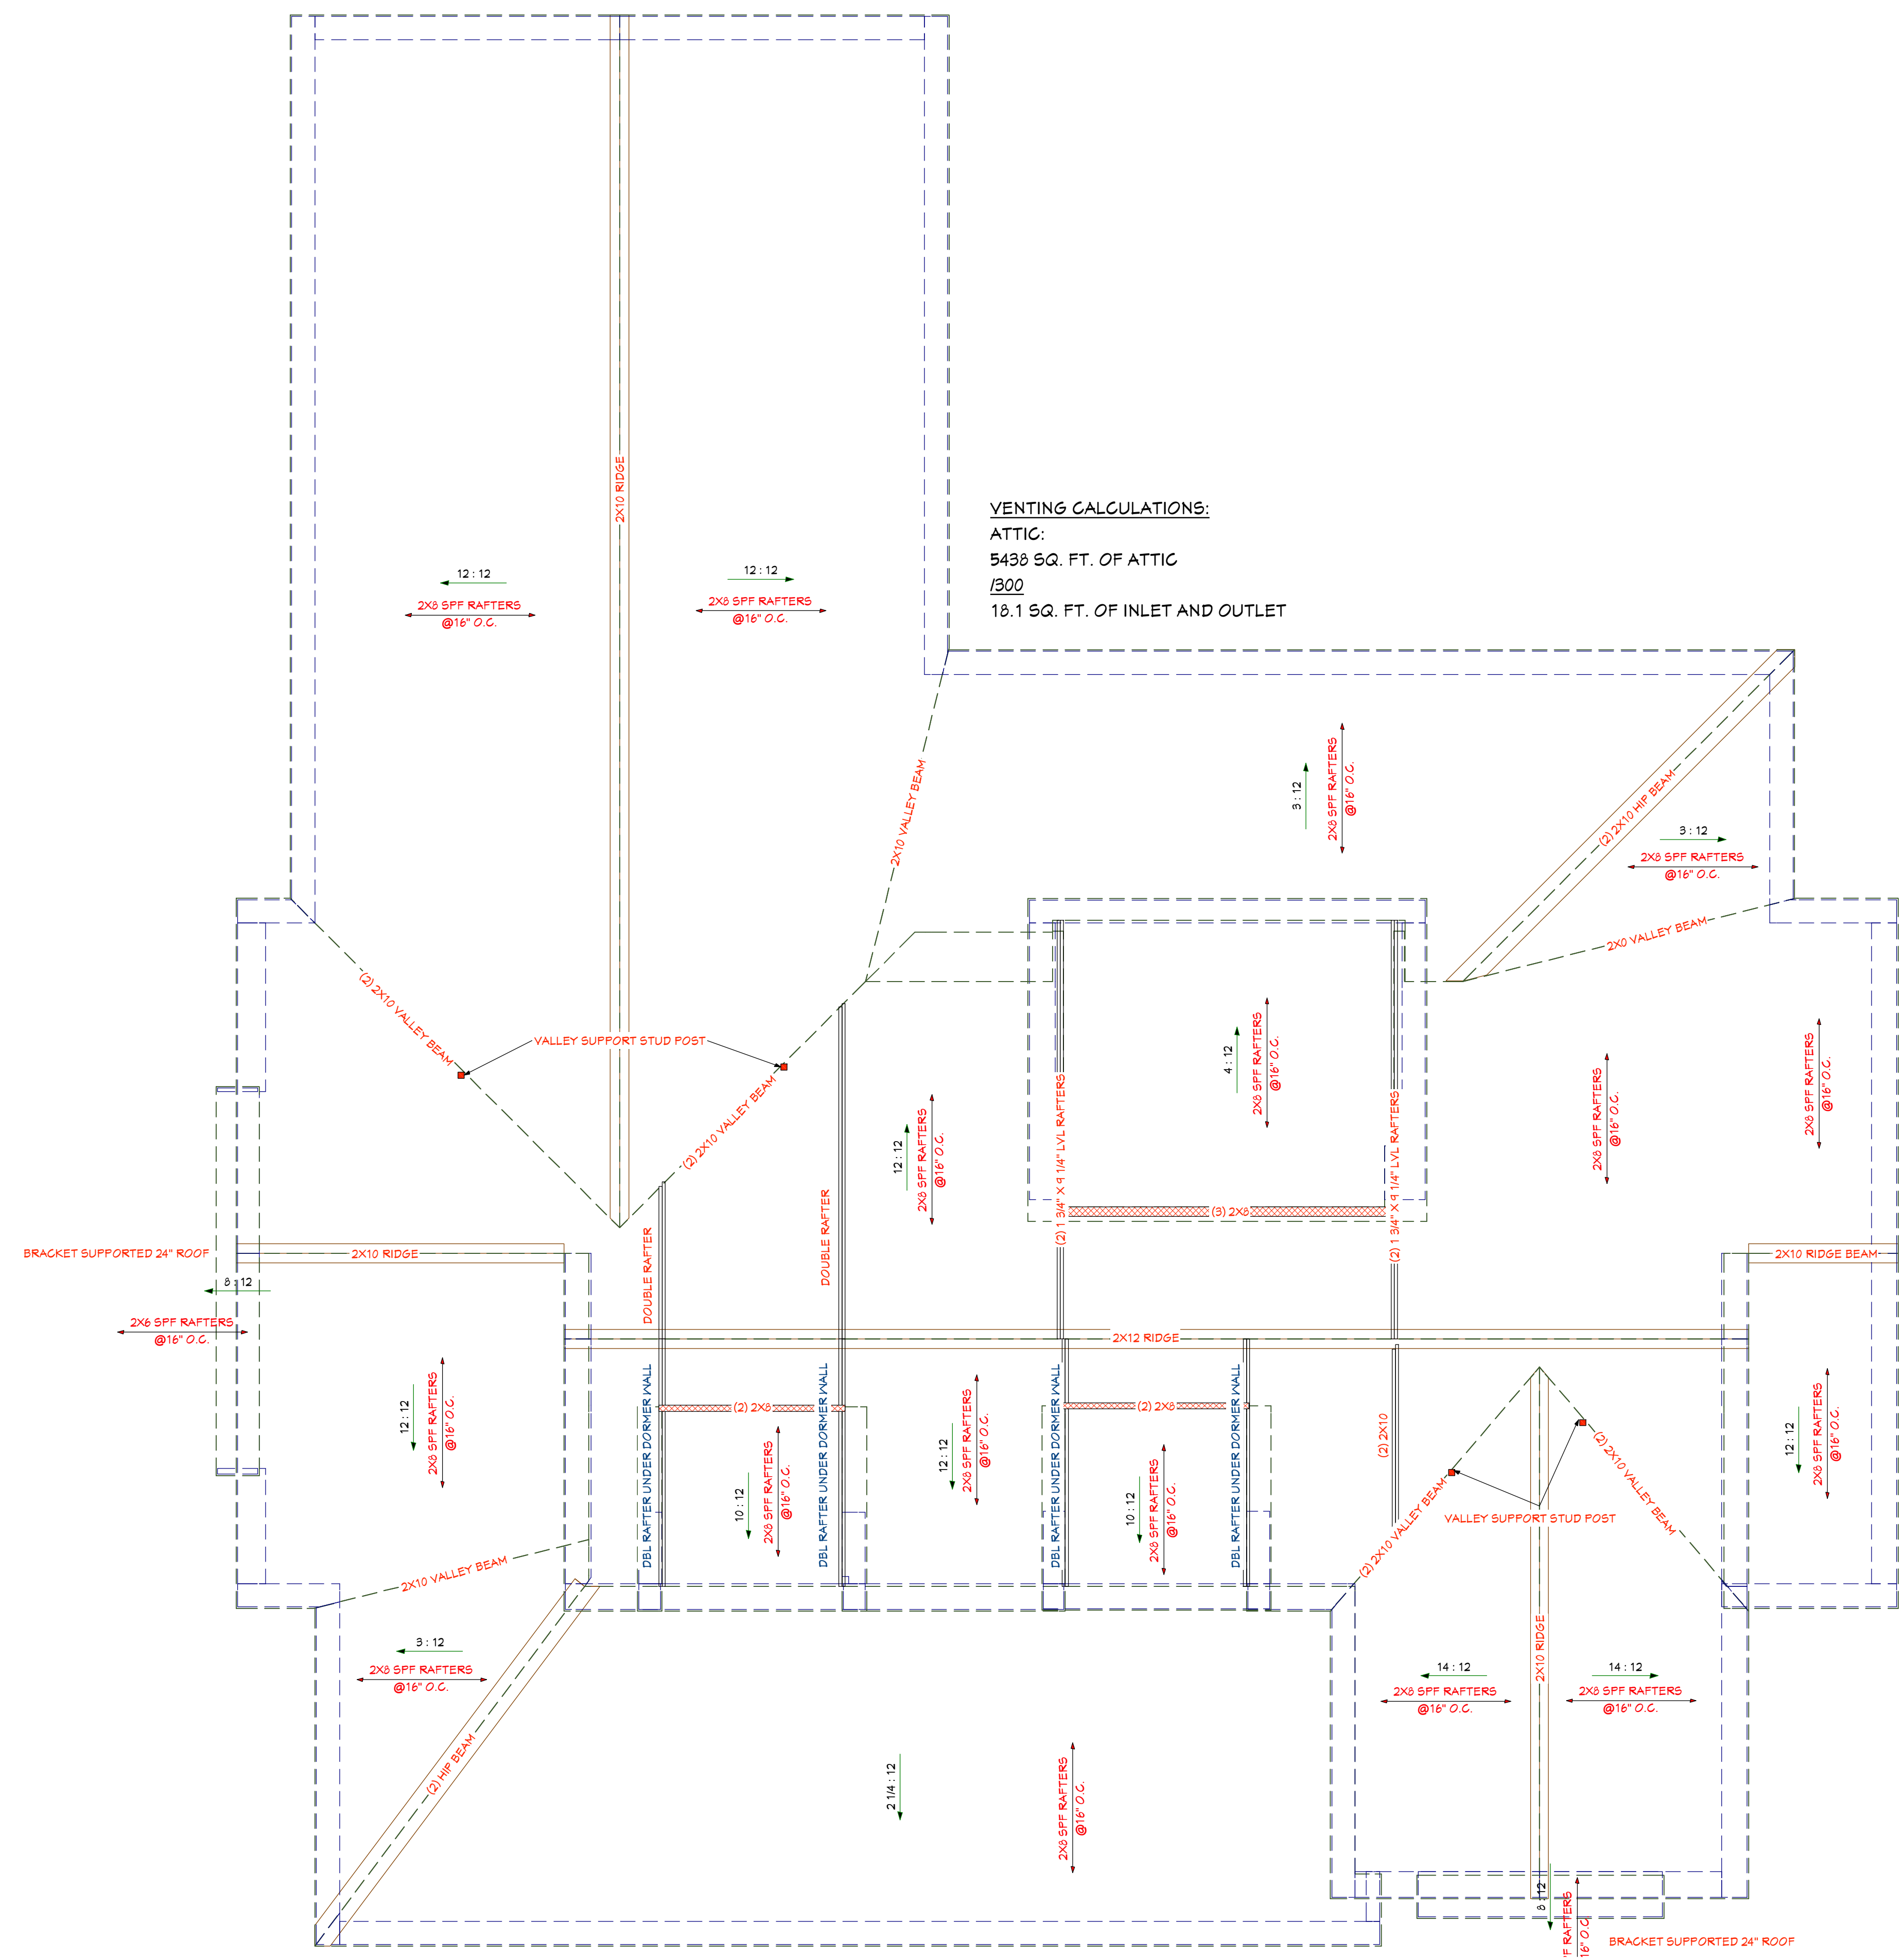 2X10 RIDGE
VENTING CALCULATIONS:
ATTIC:
5438 SQ. FT. OF ATTIC
/300
18.1 SQ. FT. OF INLET AND OUTLET
12 : 12
2X8 SPF RAFTERS
@16" O.C.
12 : 12
2X8 SPF RAFTERS
@16" O.C.
2X10 VALLEY BEAM
3 : 12
2X8 SPF RAFTERS
@16" O.C.
(2) 2X10 HIP BEAM
3 : 12
2X8 SPF RAFTERS
@16" O.C.
2X0 VALLEY BEAM
(2) 2X10 VALLEY BEAM
VALLEY SUPPORT STUD POST
(2) 2X10 VALLEY BEAM
12 : 12
2X8 SPF RAFTERS
@16" O.C.
4 : 12
2X8 SPF RAFTERS
@16" O.C.
2X8 SPF RAFTERS
@16" O.C.
2X8 SPF RAFTERS
@16" O.C.
(2) 1 3/4" X 9 1/4" LVL RAFTERS
(2) 1 3/4" X 9 1/4" LVL RAFTERS
(3) 2X8
DOUBLE RAFTER
DOUBLE RAFTER
BRACKET SUPPORTED 24" ROOF
2X10 RIDGE
2X10 RIDGE BEAM
8 : 12
2X6 SPF RAFTERS
@16" O.C.
2X12 RIDGE
12 : 12
2X8 SPF RAFTERS
@16" O.C.
DBL RAFTER UNDER DORMER WALL
(2) 2X8
DBL RAFTER UNDER DORMER WALL
10 : 12
2X8 SPF RAFTERS
@16" O.C.
12 : 12
2X8 SPF RAFTERS
@16" O.C.
DBL RAFTER UNDER DORMER WALL
(2) 2X8
DBL RAFTER UNDER DORMER WALL
10 : 12
2X8 SPF RAFTERS
@16" O.C.
(2) 2X10
(2) 2X10 VALLEY BEAM
(2) 2X10 VALLEY BEAM
VALLEY SUPPORT STUD POST
12 : 12
2X8 SPF RAFTERS
@16" O.C.
2X10 VALLEY BEAM
3 : 12
2X8 SPF RAFTERS
@16" O.C.
(2) HIP BEAM
2 1/4 : 12
2X8 SPF RAFTERS
@16" O.C.
2X10 RIDGE
14 : 12
2X8 SPF RAFTERS
@16" O.C.
14 : 12
2X8 SPF RAFTERS
@16" O.C.
8 : 12
F RAFTERS
16" O.C.
BRACKET SUPPORTED 24" ROOF